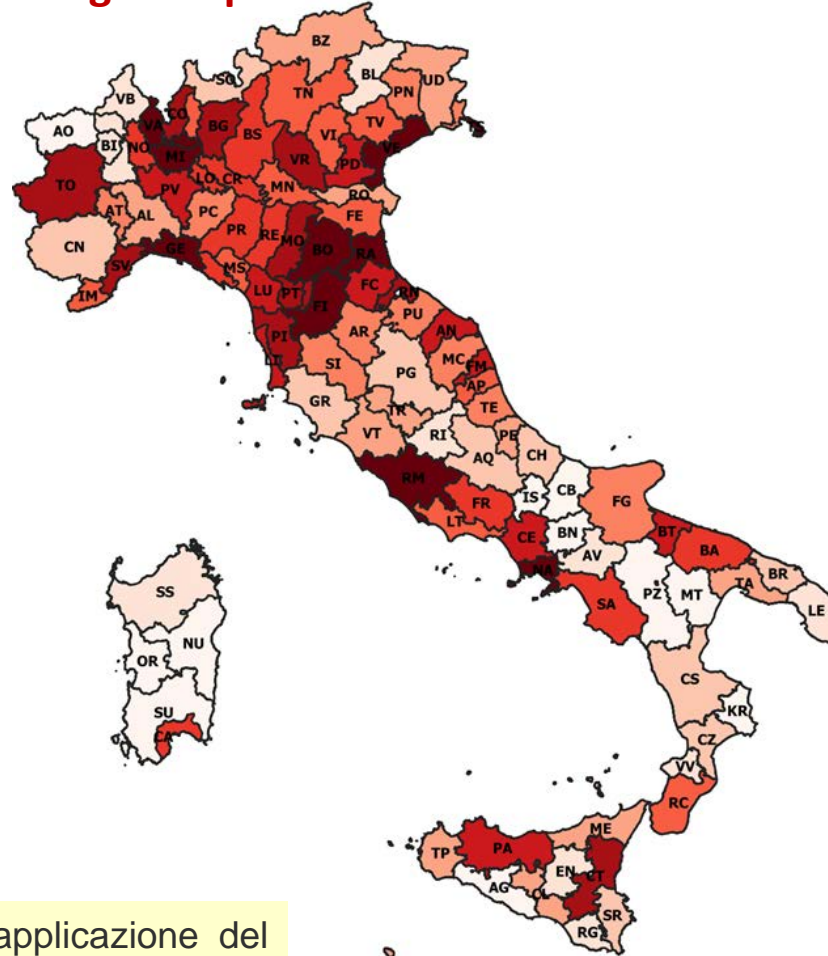 BZ
SO BL UD
TN PN
VB
AO VA CO BG BS VI TV
BI NO MI VR PD VE
TO PV LO CR MN RO
AT AL PC FE
CN PR RE MO BO RA
GE MS
SV FC RN
IM LU PT FI PU
PI AN
LI AR MC FM
SI PG AP
GR TR TE
VT RI PE
AQ CH
RM IS CB
FR FG
LT CE BN BT
AV BA
NA BR
SA PZ MT TA
SS LE
NU
OR CS
SU KR
CA CZ
VV
RC
ME
TP PA
EN CT
AG CL
SR
RG
applicazione del